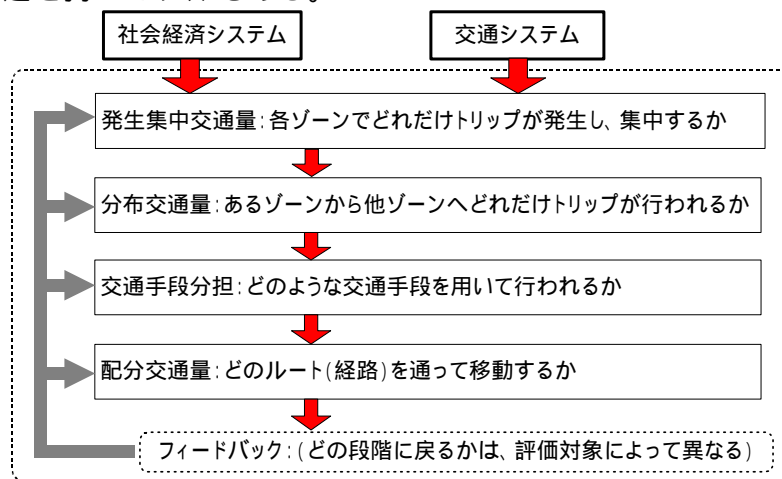 社会経済システム
交通システム
発生集中交通量:各ゾーンでどれだけトリップが発生し、集中するか
分布交通量:あるゾーンから他ゾーンへどれだけトリップが行われるか
交通手段分担:どのような交通手段を用いて行われるか
配分交通量:どのルート(経路)を通って移動するか
フィードバック:(どの段階に戻るかは、評価対象によって異なる)